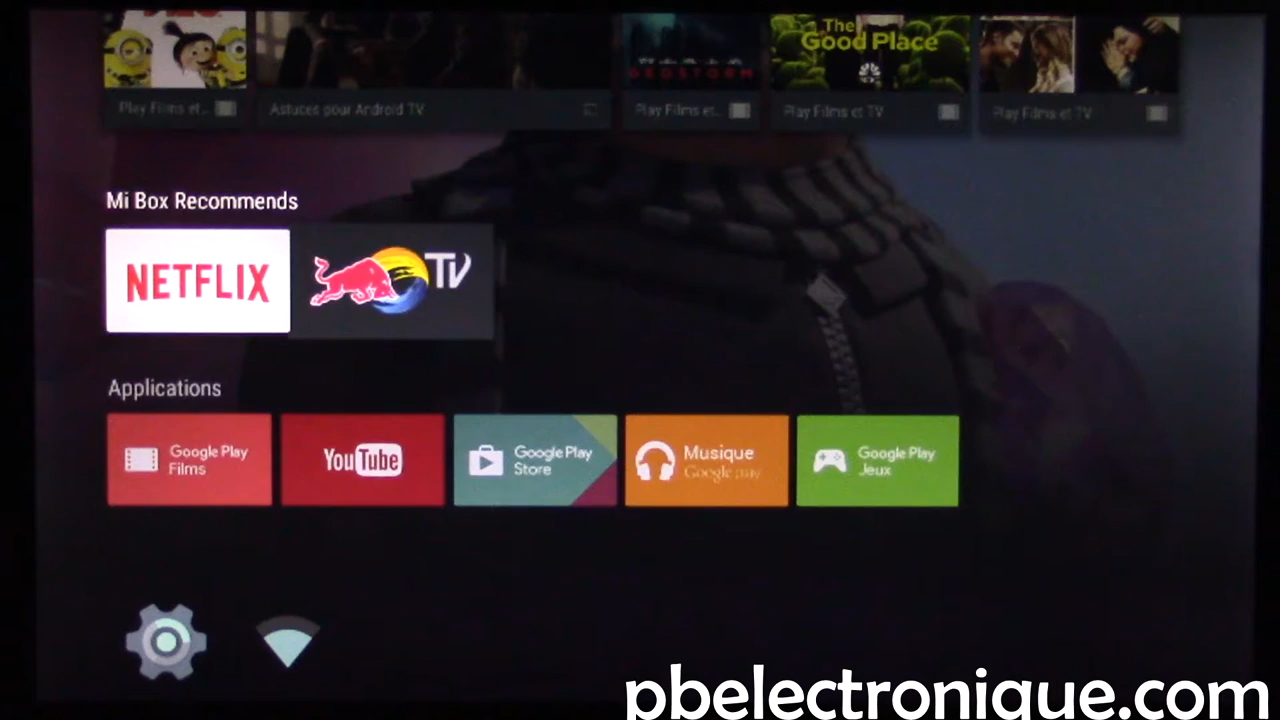 The
Good Place
REDSTORM
Play Films et...
Astuces pour Android TV
Play Films et...
Play Films et TV
Play Films et TV
Mi Box Recommends
NETFLIX
TV
Applications
Google Play
Films
YouTube
Google Play
Store
Musique
Google play
Google Play
Jeux
pbelectronique.com